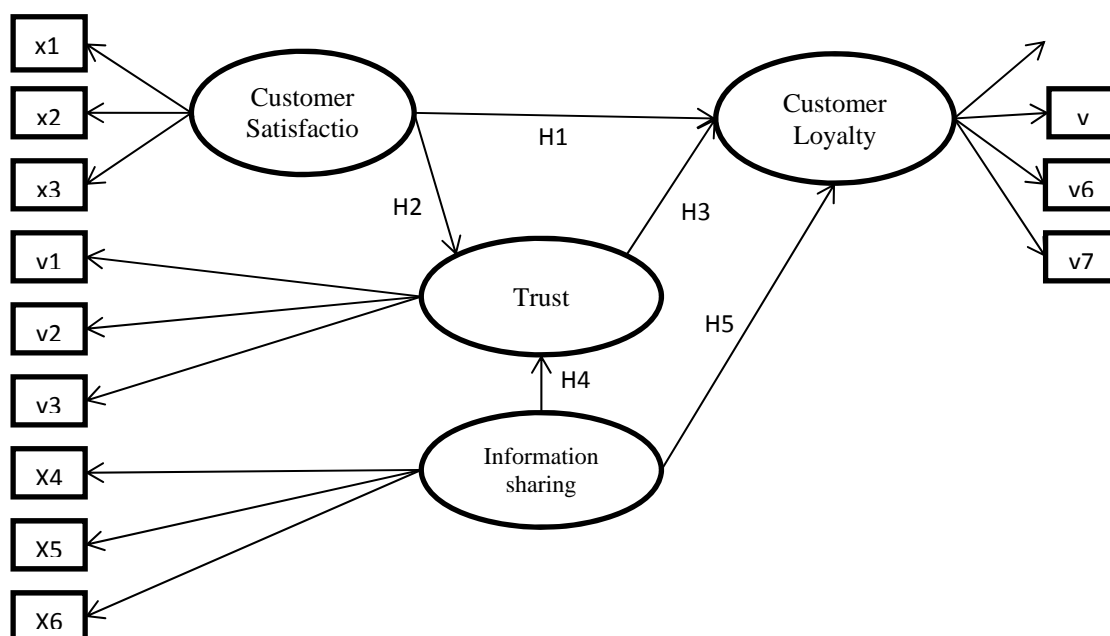 x1
x2
x3
v1
v2
v3
X4
X5
X6
Customer
Satisfactio
H1
H2
Customer
Loyalty
H3
Trust
H4
H5
Information
sharing
v
v6
v7